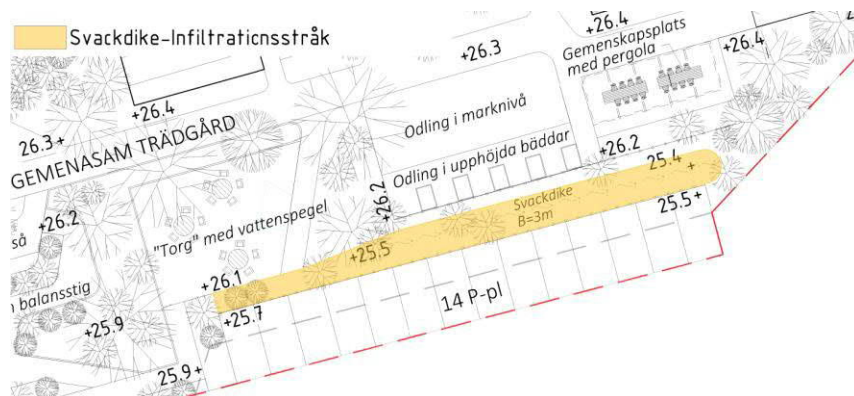 Svackdike-Infiltrationsstråk
+26.4
+26.3
Gemenskapsplats
med pergola
+26.4
+26.4
26.3+
GEMENASAM TRÄDGÅRD
Odling i marknivå
Odling i upphöjda bäddar
+26.2
25.4
+
+26.2
+26.2
så
"Torg" med vattenspegel
Svackdike
B=3m
25.5+
+25.5
+26.1
n balansstig
+25.7
14 P-pl
+25.9
25.9+